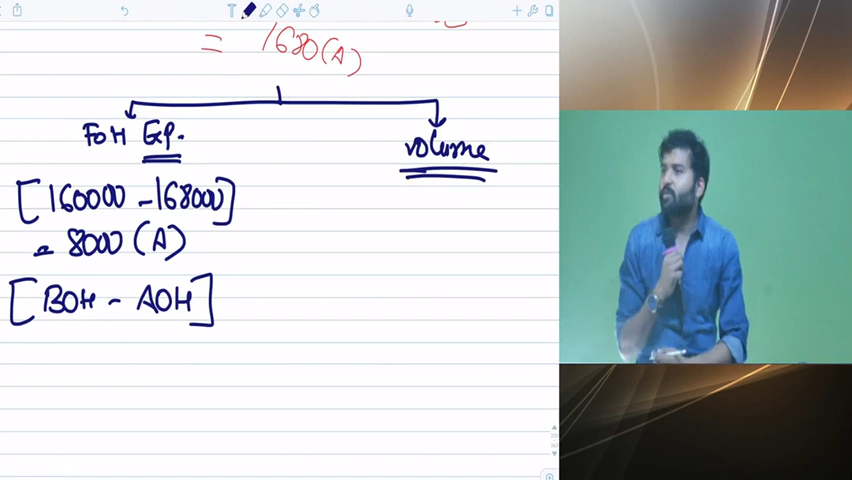 = 1680 (A)
FOH Exp.
volume
[160000 - 168000]
= 8000 (A)
[BOH - AOH]